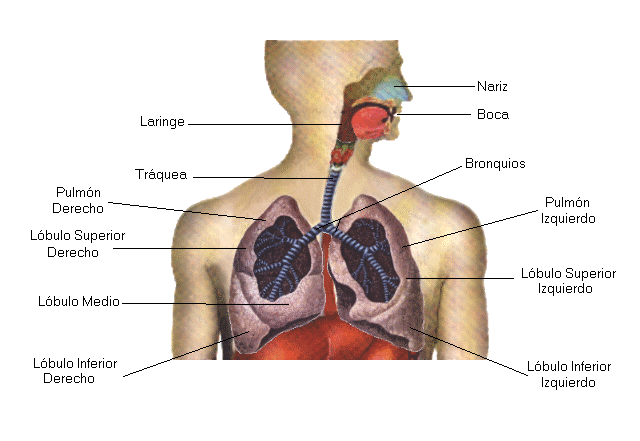 Nariz
Boca
Laringe
Bronquios
Tráquea
Pulmón
Derecho
Pulmón
Izquierdo
Lóbulo Superior
Derecho
Lóbulo Superior
Izquierdo
Lóbulo Medio
Lóbulo Inferior
Derecho
Lóbulo Inferior
Izquierdo